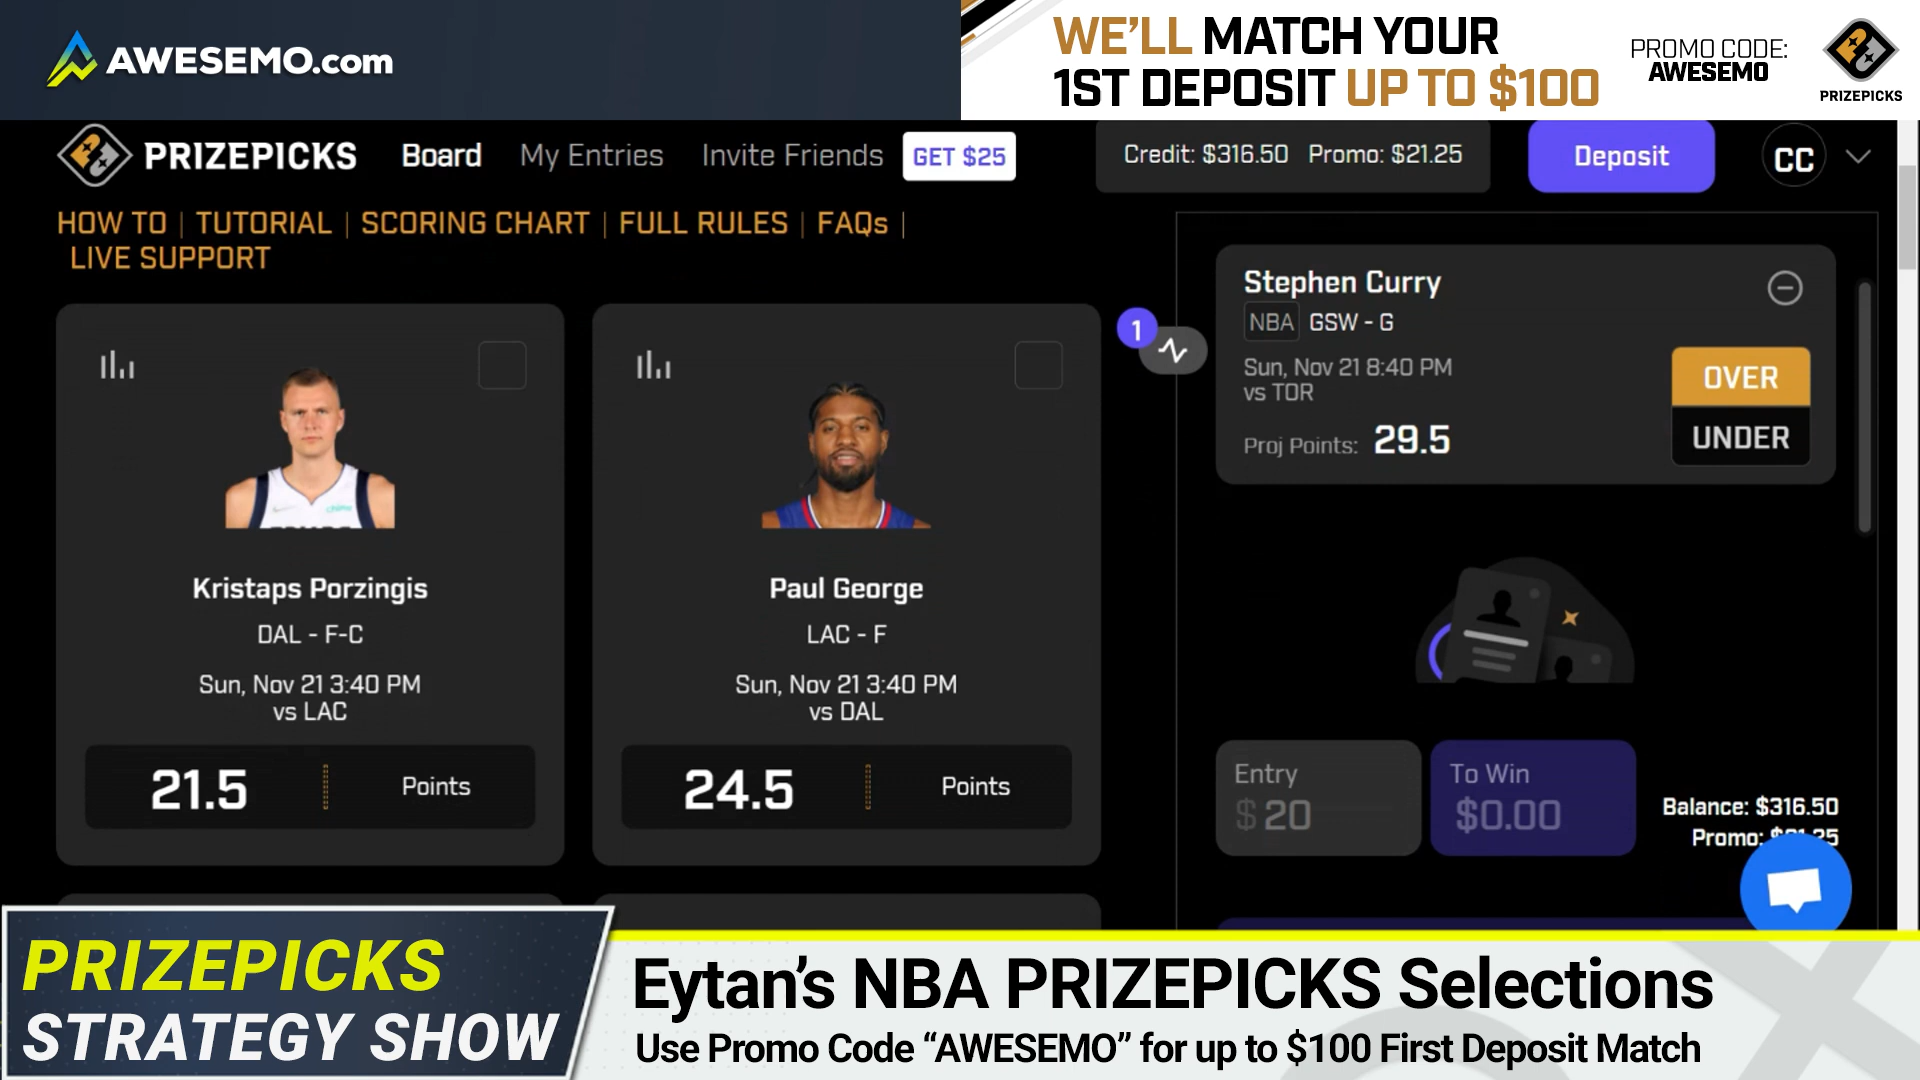 AWESEMO.com
WE'LL MATCH YOUR
1ST DEPOSIT UP TO $100
PROMO CODE:
AWESEMO
PRIZEPICKS
PRIZEPICKS
Board
My Entries
Invite Friends
GET $25
Credit: $316.50 Promo: $21.25
Deposit
CC
HOW TO | TUTORIAL | SCORING CHART | FULL RULES | FAQs |
LIVE SUPPORT
Kristaps Porzingis
DAL - F-C
Sun, Nov 21 3:40 PM
vs LAC
21.5 Points
Paul George
LAC - F
Sun, Nov 21 3:40 PM
vs DAL
24.5 Points
1
Stephen Curry
NBA GSW - G
Sun, Nov 21 8:40 PM
vs TOR
Proj Points: 29.5
OVER
UNDER
Entry
$ 20
To Win
$0.00
Balance: $316.50
Promo:
PRIZEPICKS
STRATEGY SHOW
Eytan's NBA PRIZEPICKS Selections
Use Promo Code “AWESEMO” for up to $100 First Deposit Match